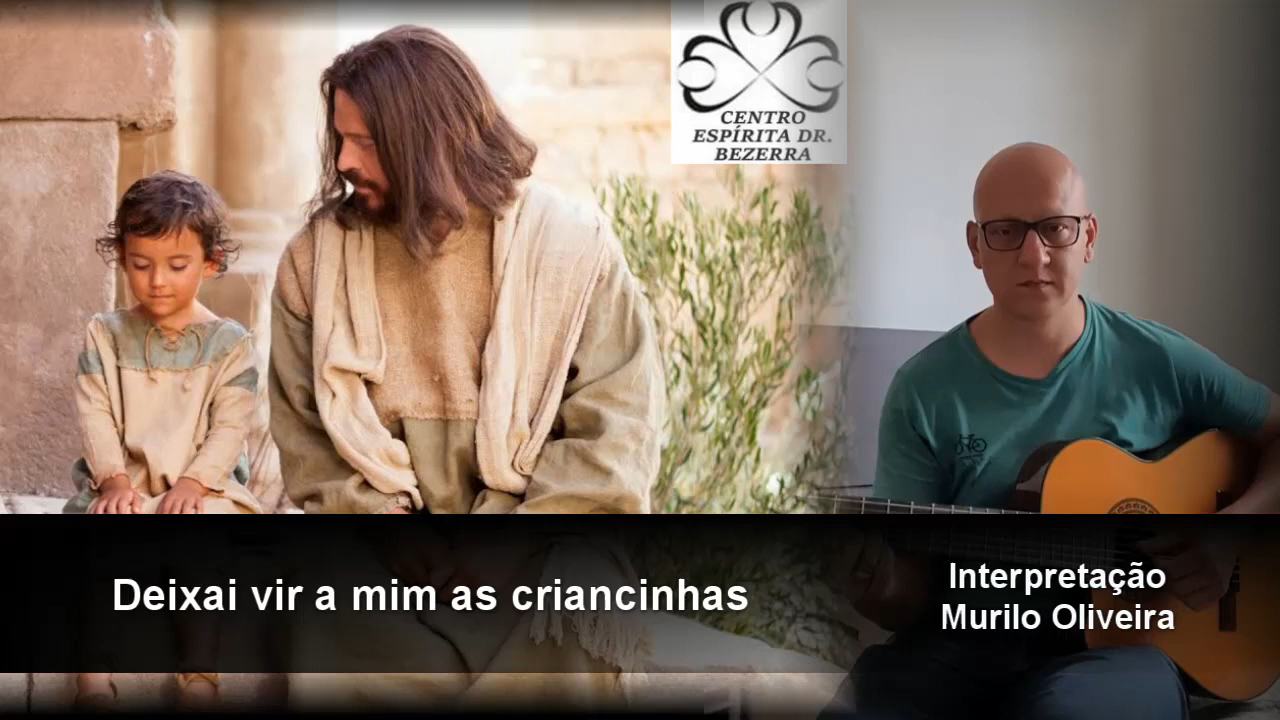 CENTRO
ESPÍRITA DR.
BEZERRA
Deixai vir a mim as criancinhas
Interpretação
Murilo Oliveira